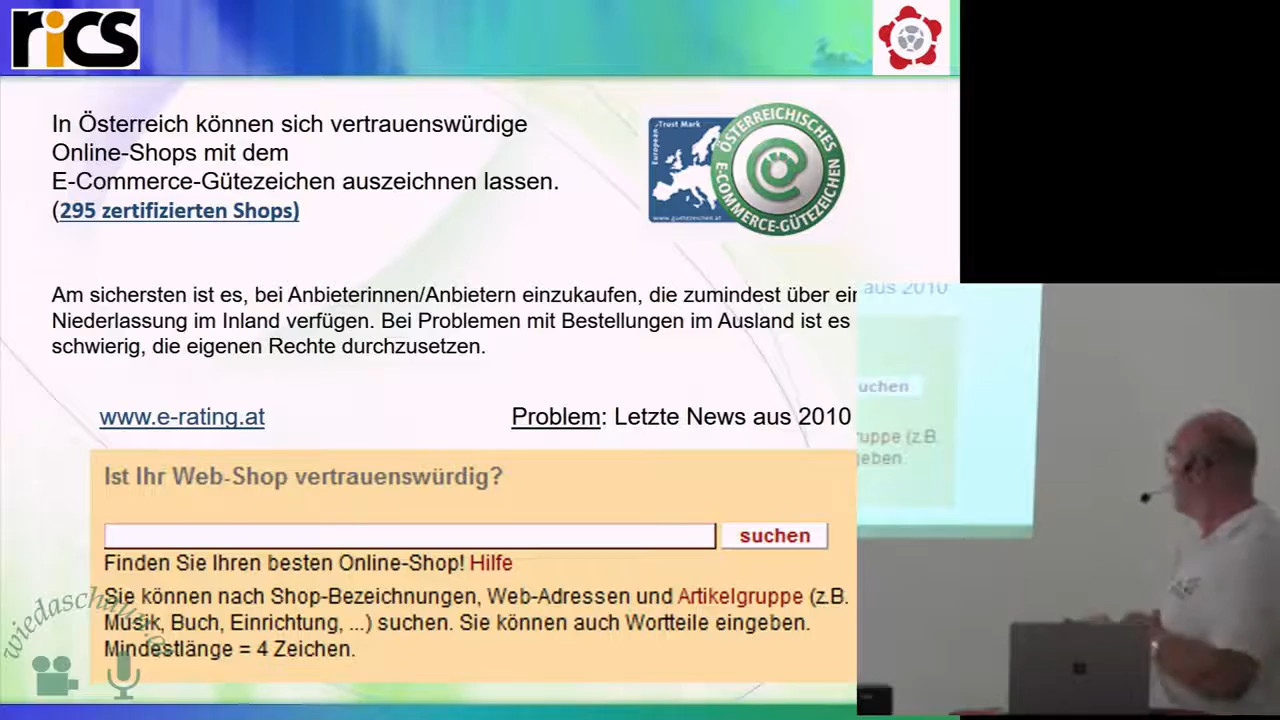 rics
In Österreich können sich vertrauenswürdige
Online-Shops mit dem
E-Commerce-Gütezeichen auszeichnen lassen.
(295 zertifizierten Shops)
European Trust Mark
www.guetezeichen.at
ÖSTERREICHISCHES
E-COMMERCE-GÜTEZEICHEN
Am sichersten ist es, bei Anbieterinnen/Anbietern einzukaufen, die zumindest über
Niederlassung im Inland verfügen. Bei Problemen mit Bestellungen im Ausland ist es
schwierig, die eigenen Rechte durchzusetzen.
www.e-rating.at
Problem: Letzte News aus 2010
Ist Ihr Web-Shop vertrauenswürdig?
suchen
Finden Sie Ihren besten Online-Shop! Hilfe
Sie können nach Shop-Bezeichnungen, Web-Adressen und Artikelgruppe (z.B.
Musik, Buch, Einrichtung, ...) suchen. Sie können auch Wortteile eingeben.
Mindestlänge = 4 Zeichen.
aus 2010
uchen
ruppe (z.B.
geben.